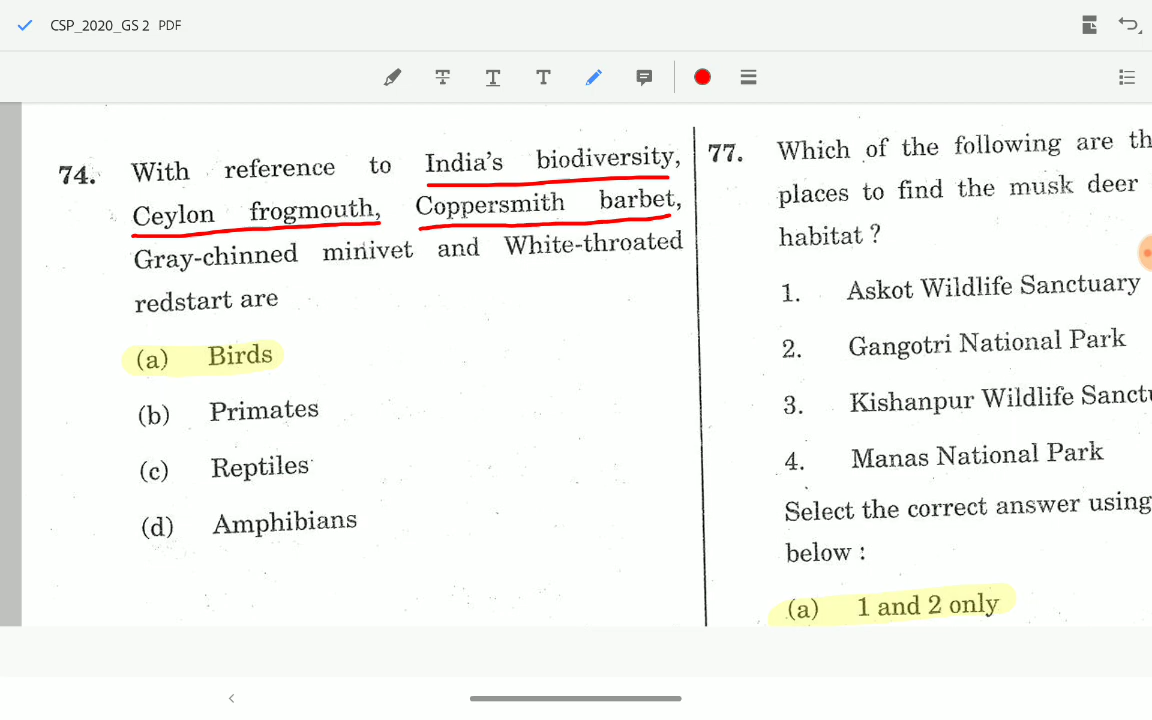 CSP_2020_GS 2 PDF
74. With reference to India's biodiversity,
Ceylon frogmouth, Coppersmith barbet,
Gray-chinned minivet and White-throated
redstart are
(a) Birds
(b) Primates
(c) Reptiles
(d) Amphibians
77. Which of the following are th
places to find the musk deer
habitat ?
1. Askot Wildlife Sanctuary
2. Gangotri National Park
3. Kishanpur Wildlife Sanctu
4. Manas National Park
Select the correct answer using
below :
(a) 1 and 2 only